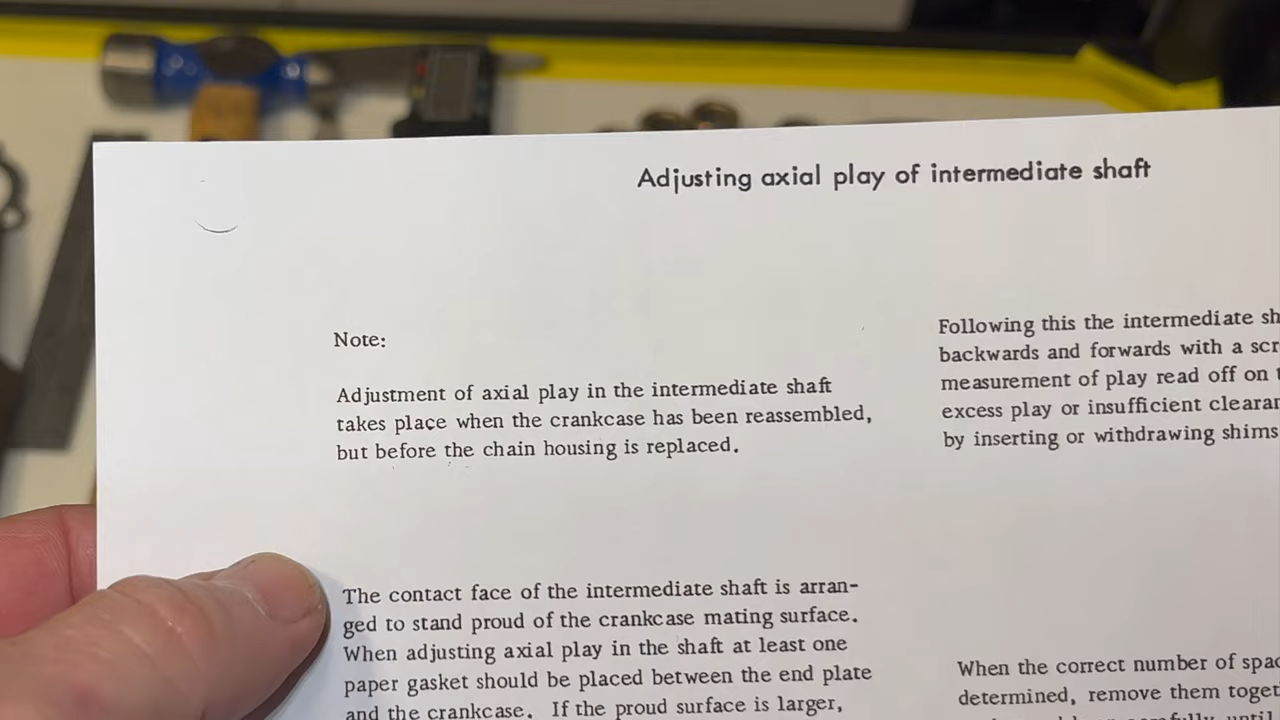 Adjusting axial play of intermediate shaft
Note:
Adjustment of axial play in the intermediate shaft
takes place when the crankcase has been reassembled,
but before the chain housing is replaced.
The contact face of the intermediate shaft is arran-
ged to stand proud of the crankcase mating surface.
When adjusting axial play in the shaft at least one
paper gasket should be placed between the end plate
and the crankcase. If the proud surface is larger,
Following this the intermediate sh
backwards and forwards with a scr
measurement of play read off on t
excess play or insufficient clearan
by inserting or withdrawing shims
When the correct number of spac
determined, remove them toget
carefully until